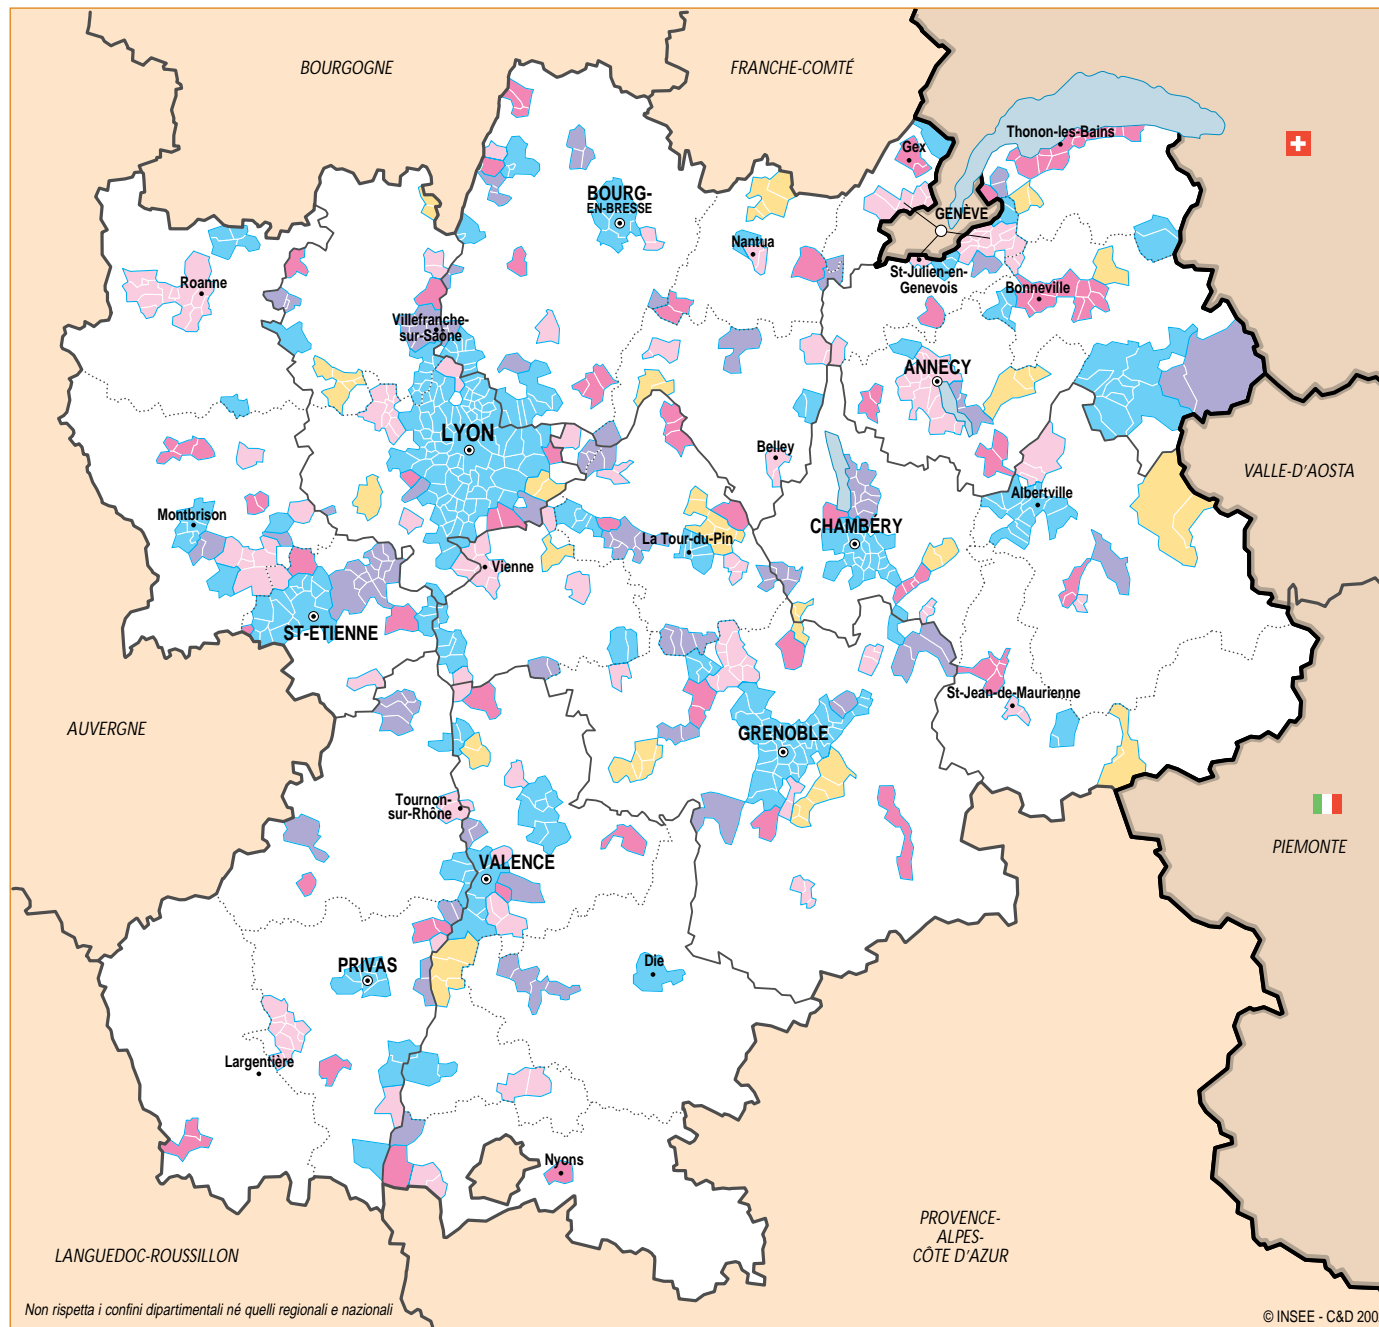 BOURGOGNE
FRANCHE-COMTÉ
Thonon-les-Bains
Gex
BOURG-
EN-BRESSE
GENÈVE
Nantua
St-Julien-en-
Genevois
Roanne
Bonneville
Villefranche-
sur-Saône
ANNECY
LYON
Belley
VALLE-D'AOSTA
Albertville
Montbrison
CHAMBÉRY
La Tour-du-Pin
Vienne
ST-ETIENNE
St-Jean-de-Maurienne
AUVERGNE
GRENOBLE
Tournon-
sur-Rhône
PIEMONTE
VALENCE
Die
PRIVAS
Largentière
Nyons
PROVENCE-
ALPES-
CÔTE D'AZUR
LANGUEDOC-ROUSSILLON
Non rispetta i confini dipartimentali né quelli regionali e nazionali
© INSEE - C&D 200